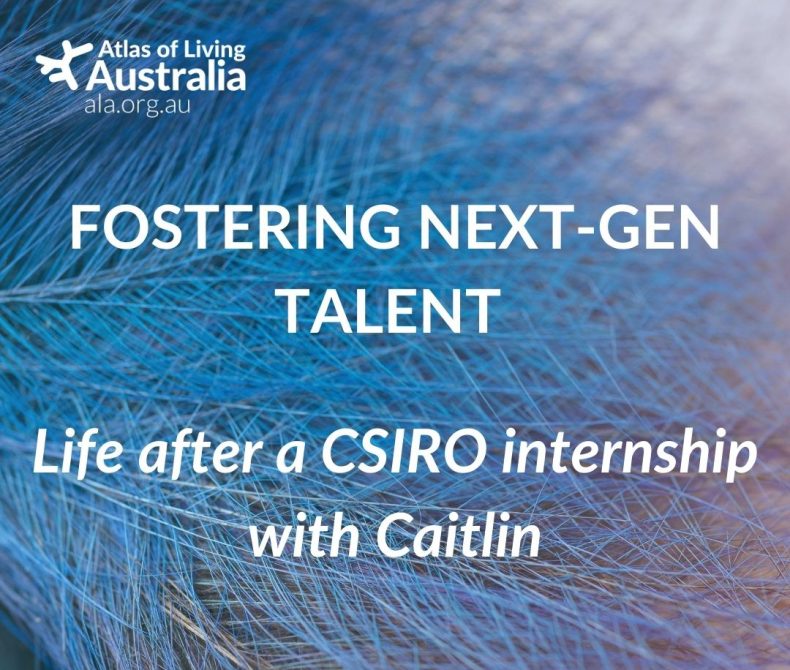 Atlas of Living
Australia
ala.org.au
FOSTERING NEXT-GEN
TALENT
Life after a CSIRO internship
with Caitlin